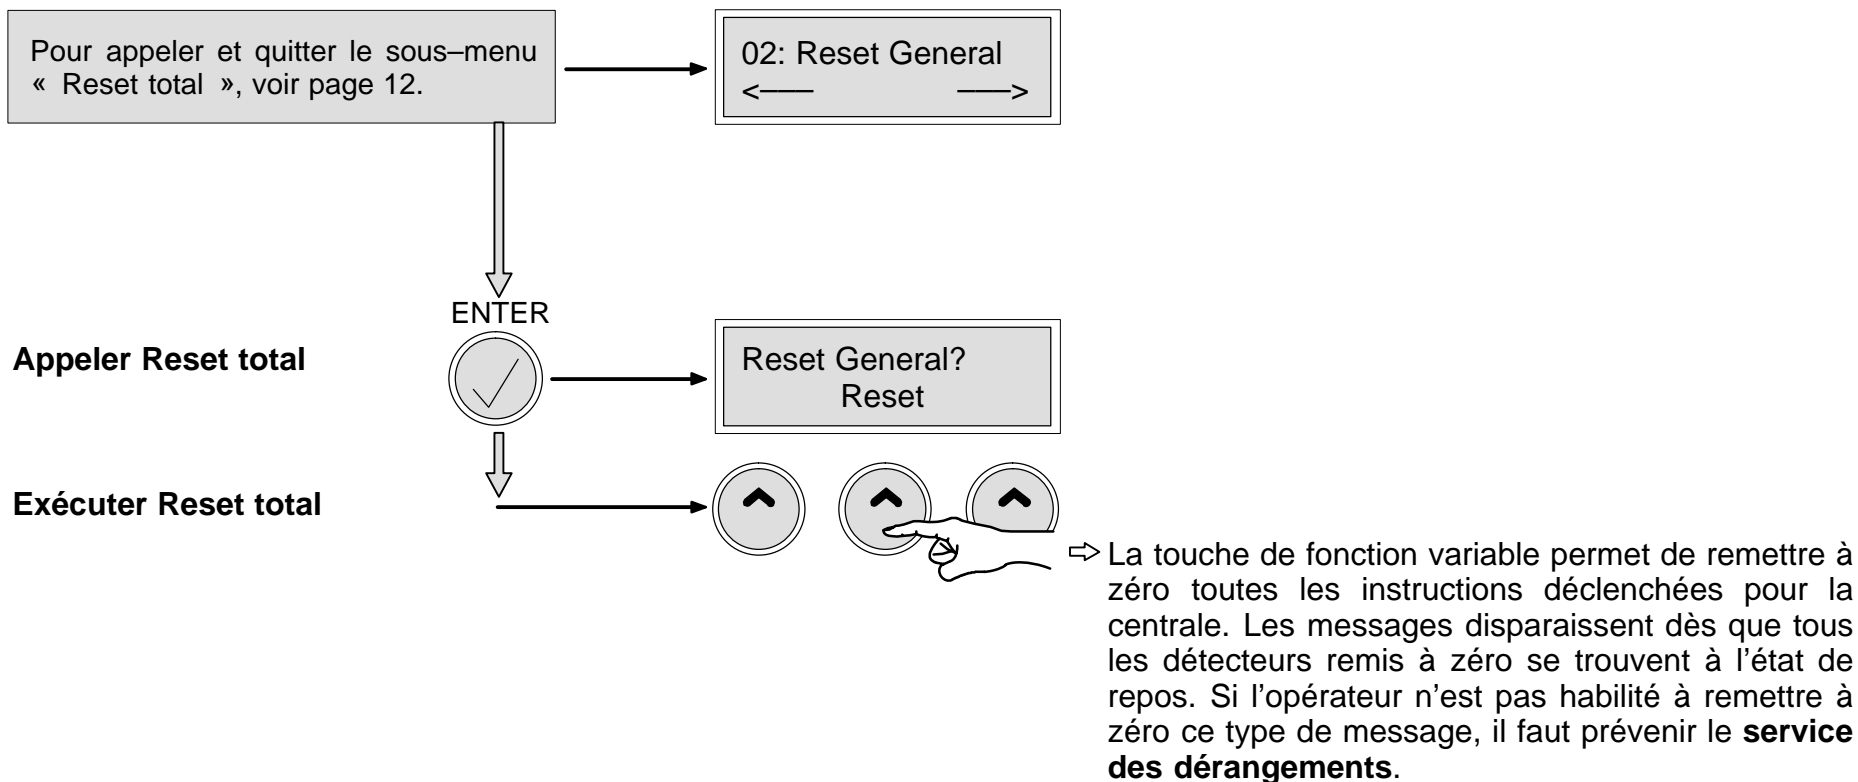 Pour appeler et quitter le sous–menu
« Reset total », voir page 12.
02: Reset General
<––– –––>
ENTER
Appeler Reset total
Reset General?
Reset
Exécuter Reset total
La touche de fonction variable permet de remettre à
zéro toutes les instructions déclenchées pour la
centrale. Les messages disparaissent dès que tous
les détecteurs remis à zéro se trouvent à l’état de
repos. Si l’opérateur n’est pas habilité à remettre à
zéro ce type de message, il faut prévenir le service
des dérangements.